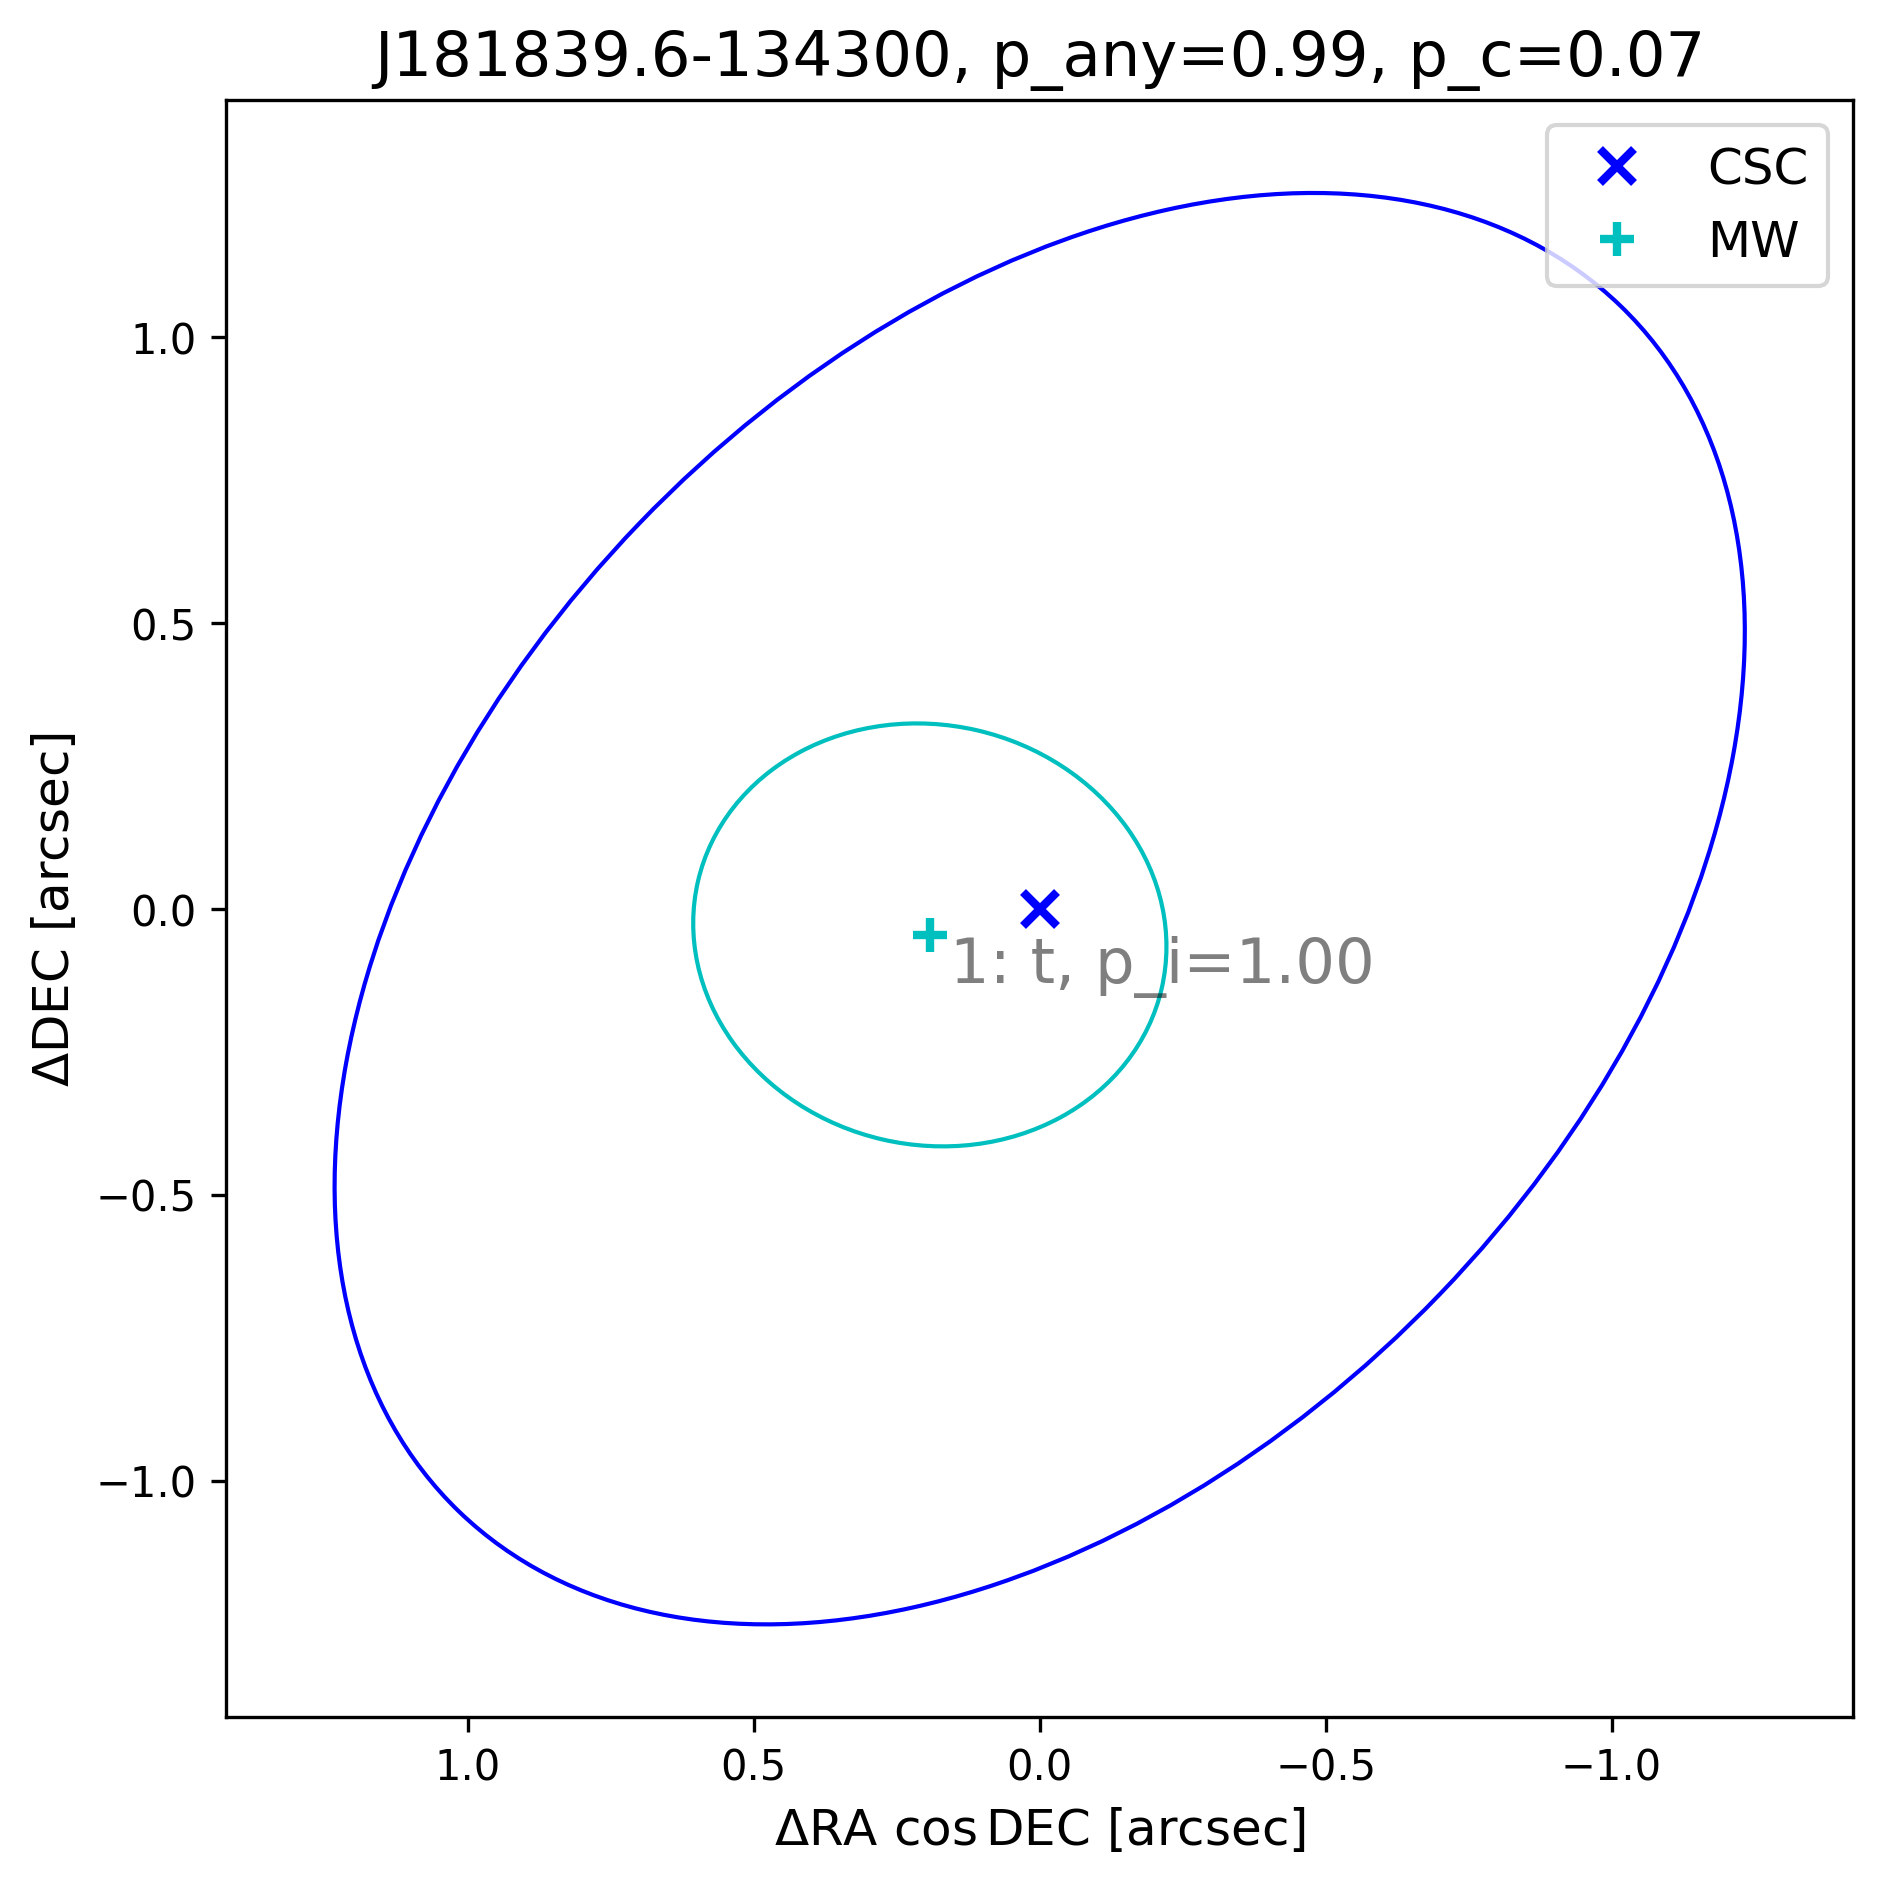 J181839.6-134300, p_any=0.99, p_c=0.07
CSC
MW
1.0
0.5
0.0
−0.5
−1.0
ΔDEC [arcsec]
1: t, p_i=1.00
1.0 0.5 0.0 −0.5 −1.0
ΔRA cos DEC [arcsec]